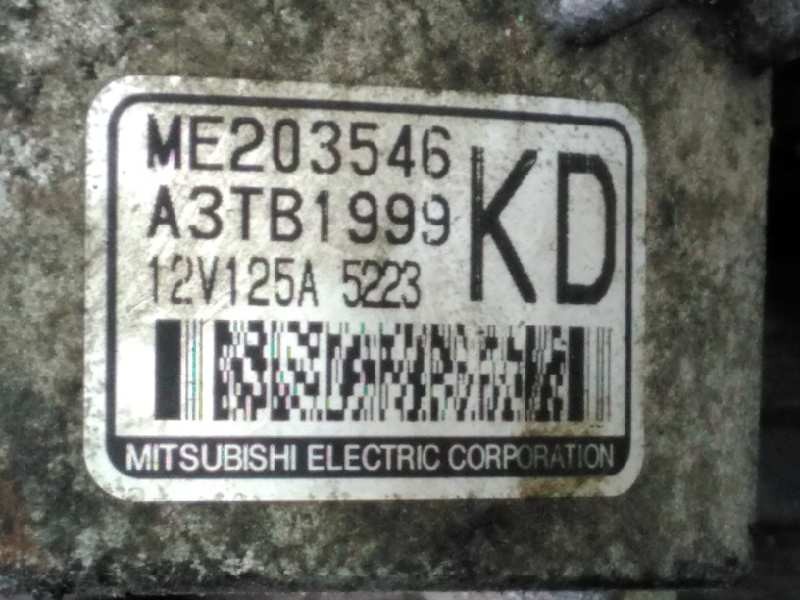 ME203546
A3TB1999
KD
12V125A 5223
MITSUBISHI ELECTRIC CORPORATION